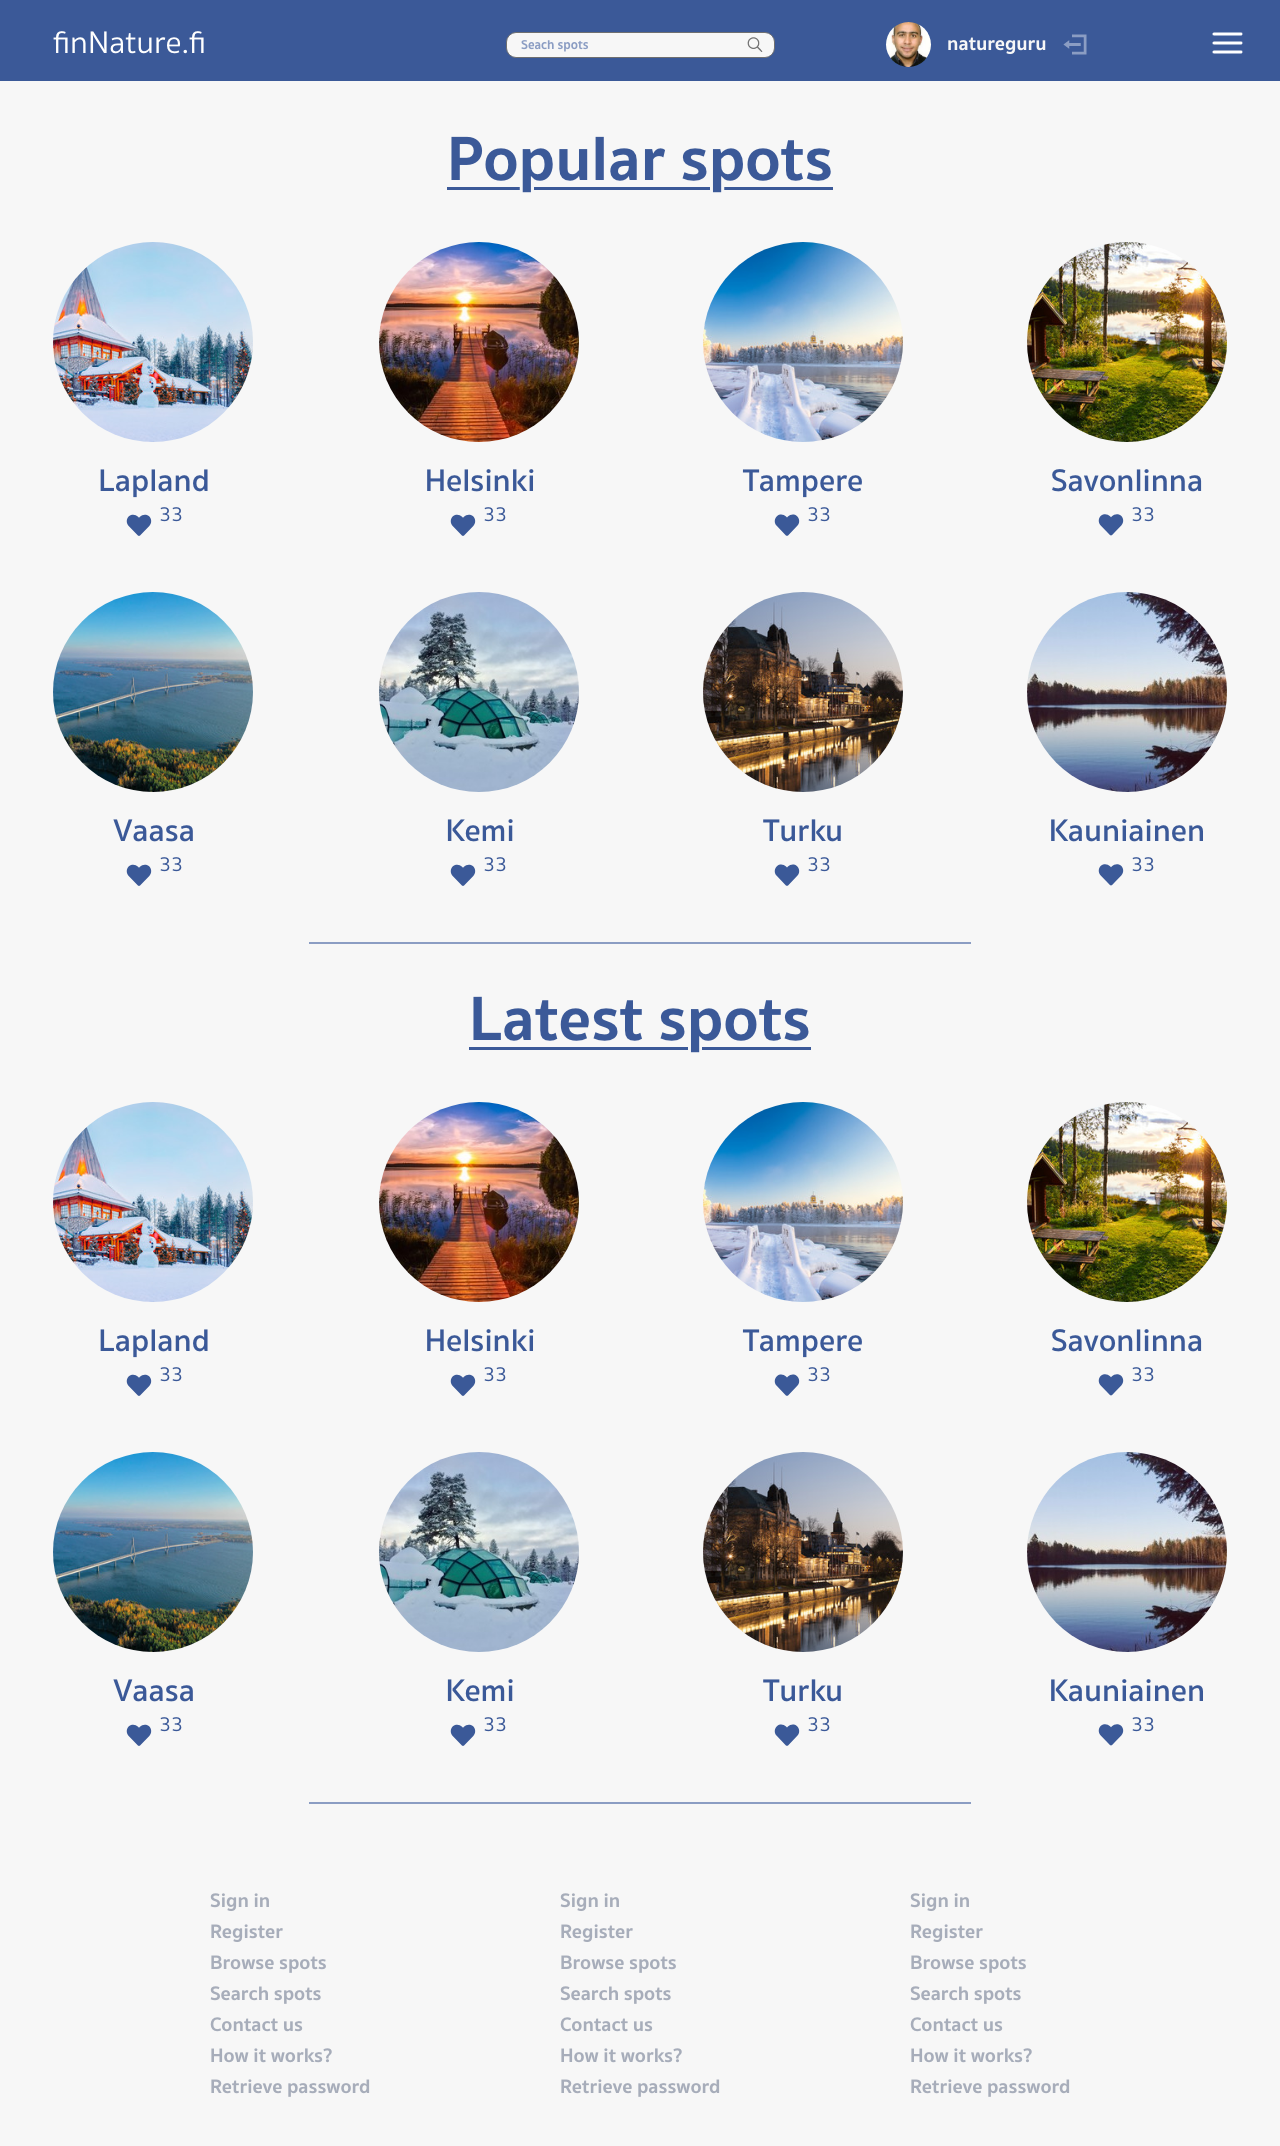 finNature.fi
Seach spots
natureguru
Popular spots
Lapland
Helsinki
Tampere
Savonlinna
33
33
33
33
Vaasa
Kemi
Turku
Kauniainen
33
33
33
33
Latest spots
Lapland
Helsinki
Tampere
Savonlinna
33
33
33
33
Vaasa
Kemi
Turku
Kauniainen
33
33
33
33
Sign in
Register
Browse spots
Search spots
Contact us
How it works?
Retrieve password
Sign in
Register
Browse spots
Search spots
Contact us
How it works?
Retrieve password
Sign in
Register
Browse spots
Search spots
Contact us
How it works?
Retrieve password